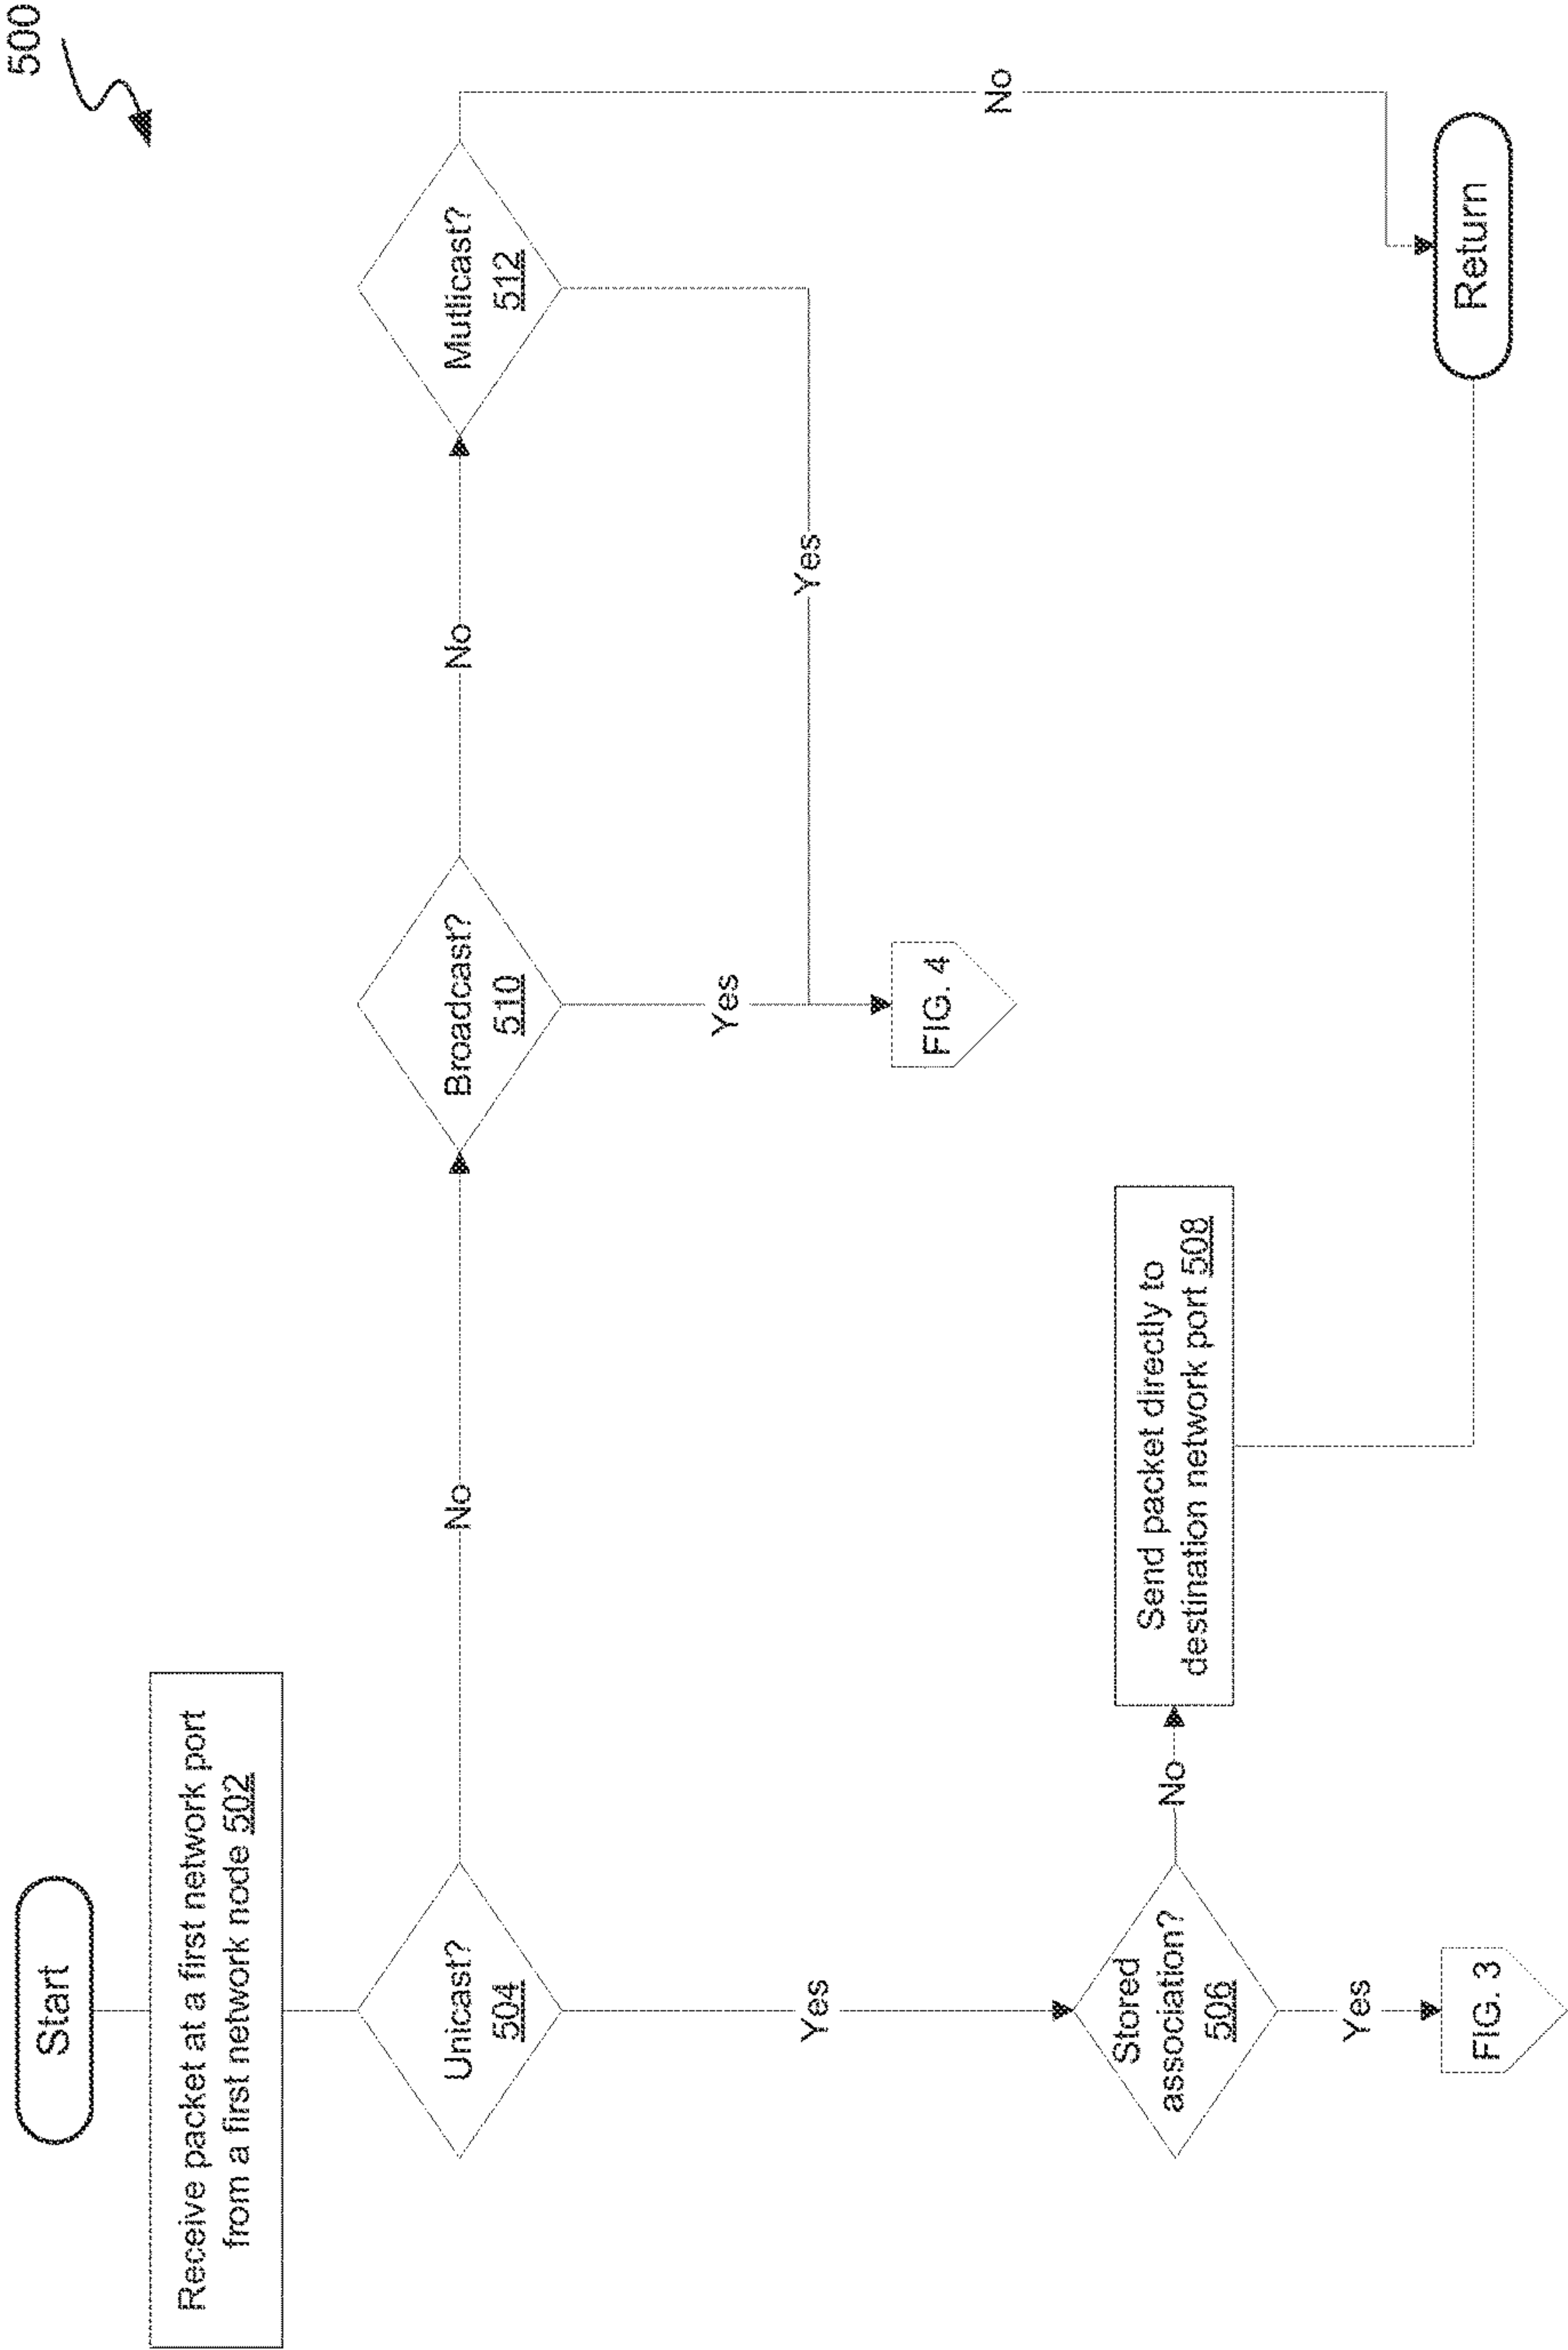 500
Start
Receive packet at a first network port
from a first network node 502
Unicast?
504
No
Broadcast?
510
No
Mutlicast?
512
Yes
Yes
Yes
No
FIG. 4
Stored
association?
506
No
Send packet directly to
destination network port 508
Yes
FIG. 3
Return